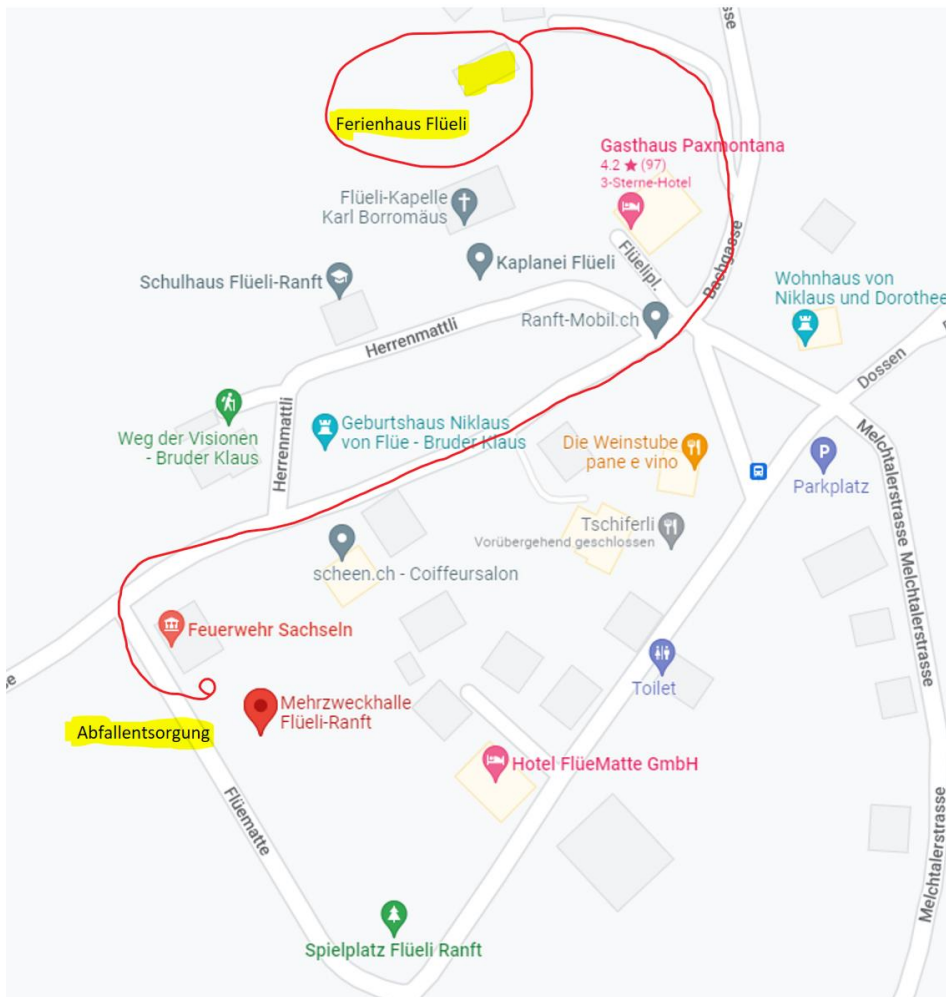 sse
Ferienhaus Flüeli
Gasthaus Paxmontana
4.2 ★ (97)
3-Sterne-Hotel
Flüeli-Kapelle
Karl Borromäus
Flüelipl.
Bachgasse
Kaplanei Flüeli
Schulhaus Flüeli-Ranft
Wohnhaus von
Niklaus und Dorothee
Ranft-Mobil.ch
Herrenmattli
Dossen
Weg der Visionen
- Bruder Klaus
Herrenmattli
Geburtshaus Niklaus
von Flüe - Bruder Klaus
Die Weinstube
pane e vino
P
Parkplatz
Melchtalerstrasse
Melchtalerstrasse
Tschiferli
Vorübergehend geschlossen
scheen.ch - Coiffeursalon
Feuerwehr Sachseln
se
Toilet
Mehrzweckhalle
Flüeli-Ranft
Abfallentsorgung
Hotel FlüeMatte GmbH
Flüematte
Melchtalerstrasse
Spielplatz Flüeli Ranft